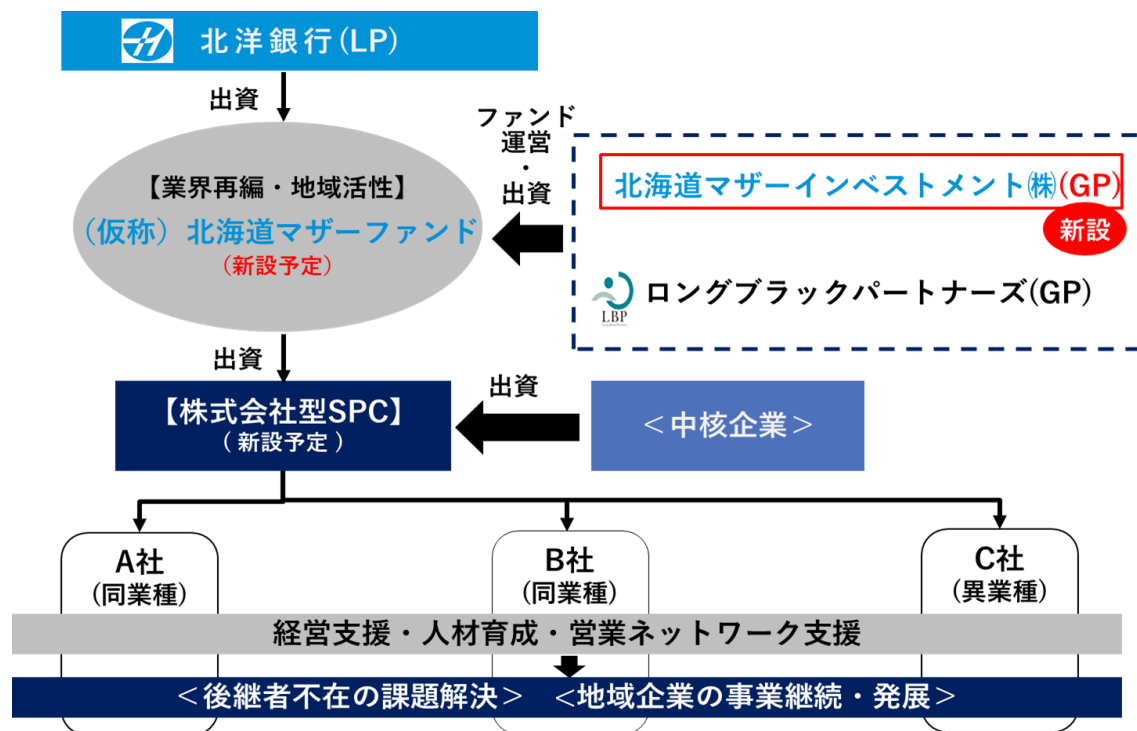 北洋銀行(LP)
出資
ファンド
運営
・
出資
【業界再編・地域活性】
（仮称）北海道マザーファンド
(新設予定)
北海道マザーインベストメント㈱(GP)
新設
LBP
ロングブラックパートナーズ(GP)
出資
【株式会社型SPC】
（新設予定）
出資
＜中核企業＞
A社
(同業種)
B社
(同業種)
C社
(異業種)
経営支援・人材育成・営業ネットワーク支援
＜後継者不在の課題解決＞ ＜地域企業の事業継続・発展＞